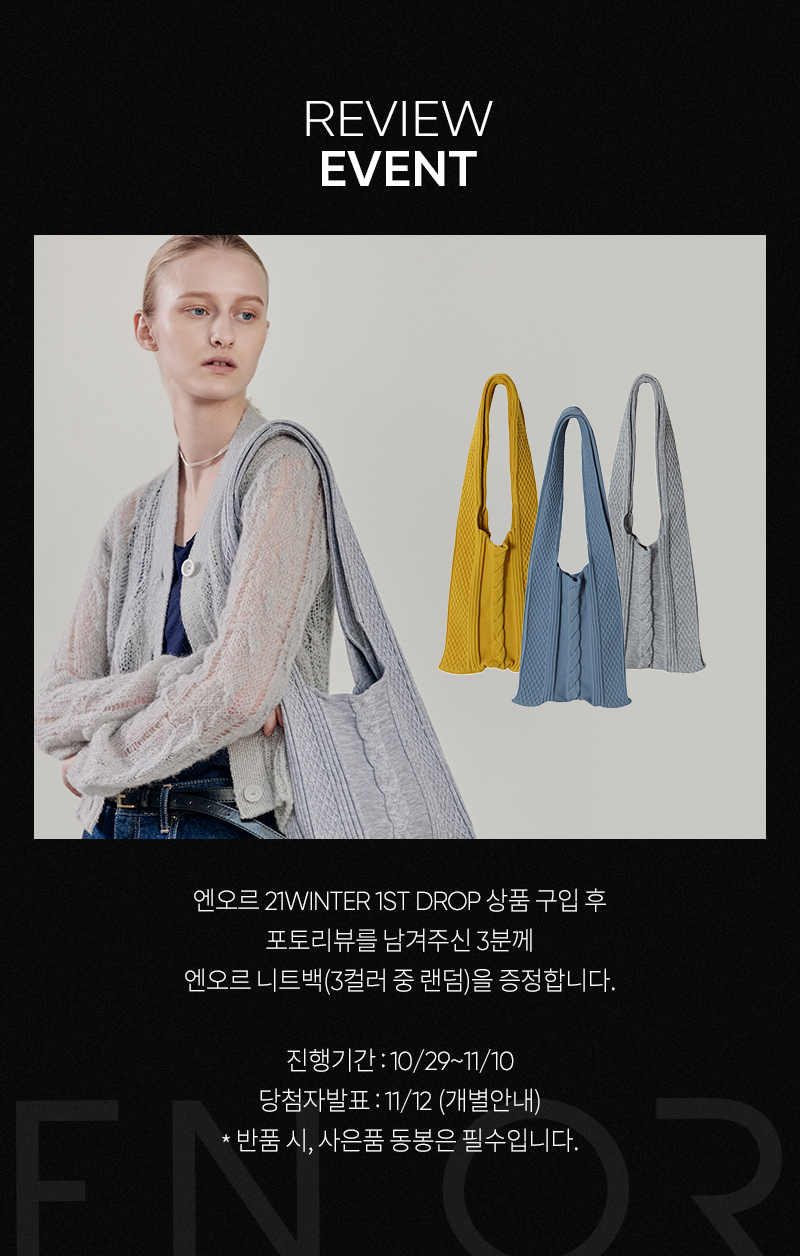 REVIEW
EVENT
엔오르 21WINTER 1ST DROP 상품 구입 후
포토리뷰를 남겨주신 3분께
엔오르 니트백(3컬러 중 랜덤)을 증정합니다.
진행기간 : 10/29~11/10
당첨자발표 : 11/12 (개별안내)
* 반품 시, 사은품 동봉은 필수입니다.
EN OR